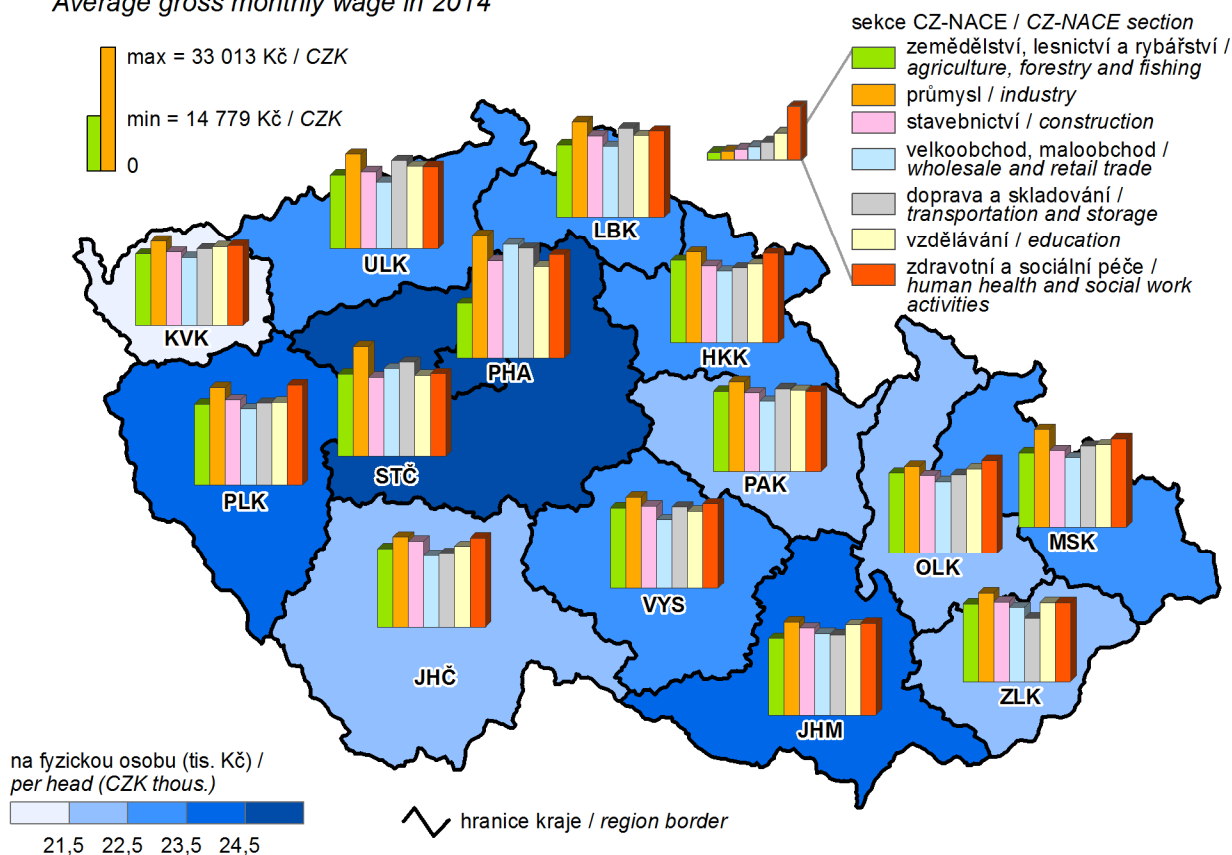 Average gross monthly wage in 2014
max = 33 013 Kč / CZK
min = 14 779 Kč / CZK
0
sekce CZ-NACE / CZ-NACE section
zemědělství, lesnictví a rybářství /
agriculture, forestry and fishing
průmysl / industry
stavebnictví / construction
velkoobchod, maloobchod /
wholesale and retail trade
doprava a skladování /
transportation and storage
vzdělávání / education
zdravotní a sociální péče /
human health and social work
activities
LBK
ULK
KVK
HKK
PHA
STČ
PAK
PLK
MSK
OLK
VYS
JHČ
ZLK
JHM
na fyzickou osobu (tis. Kč) /
per head (CZK thous.)
21,5 22,5 23,5 24,5
hranice kraje / region border